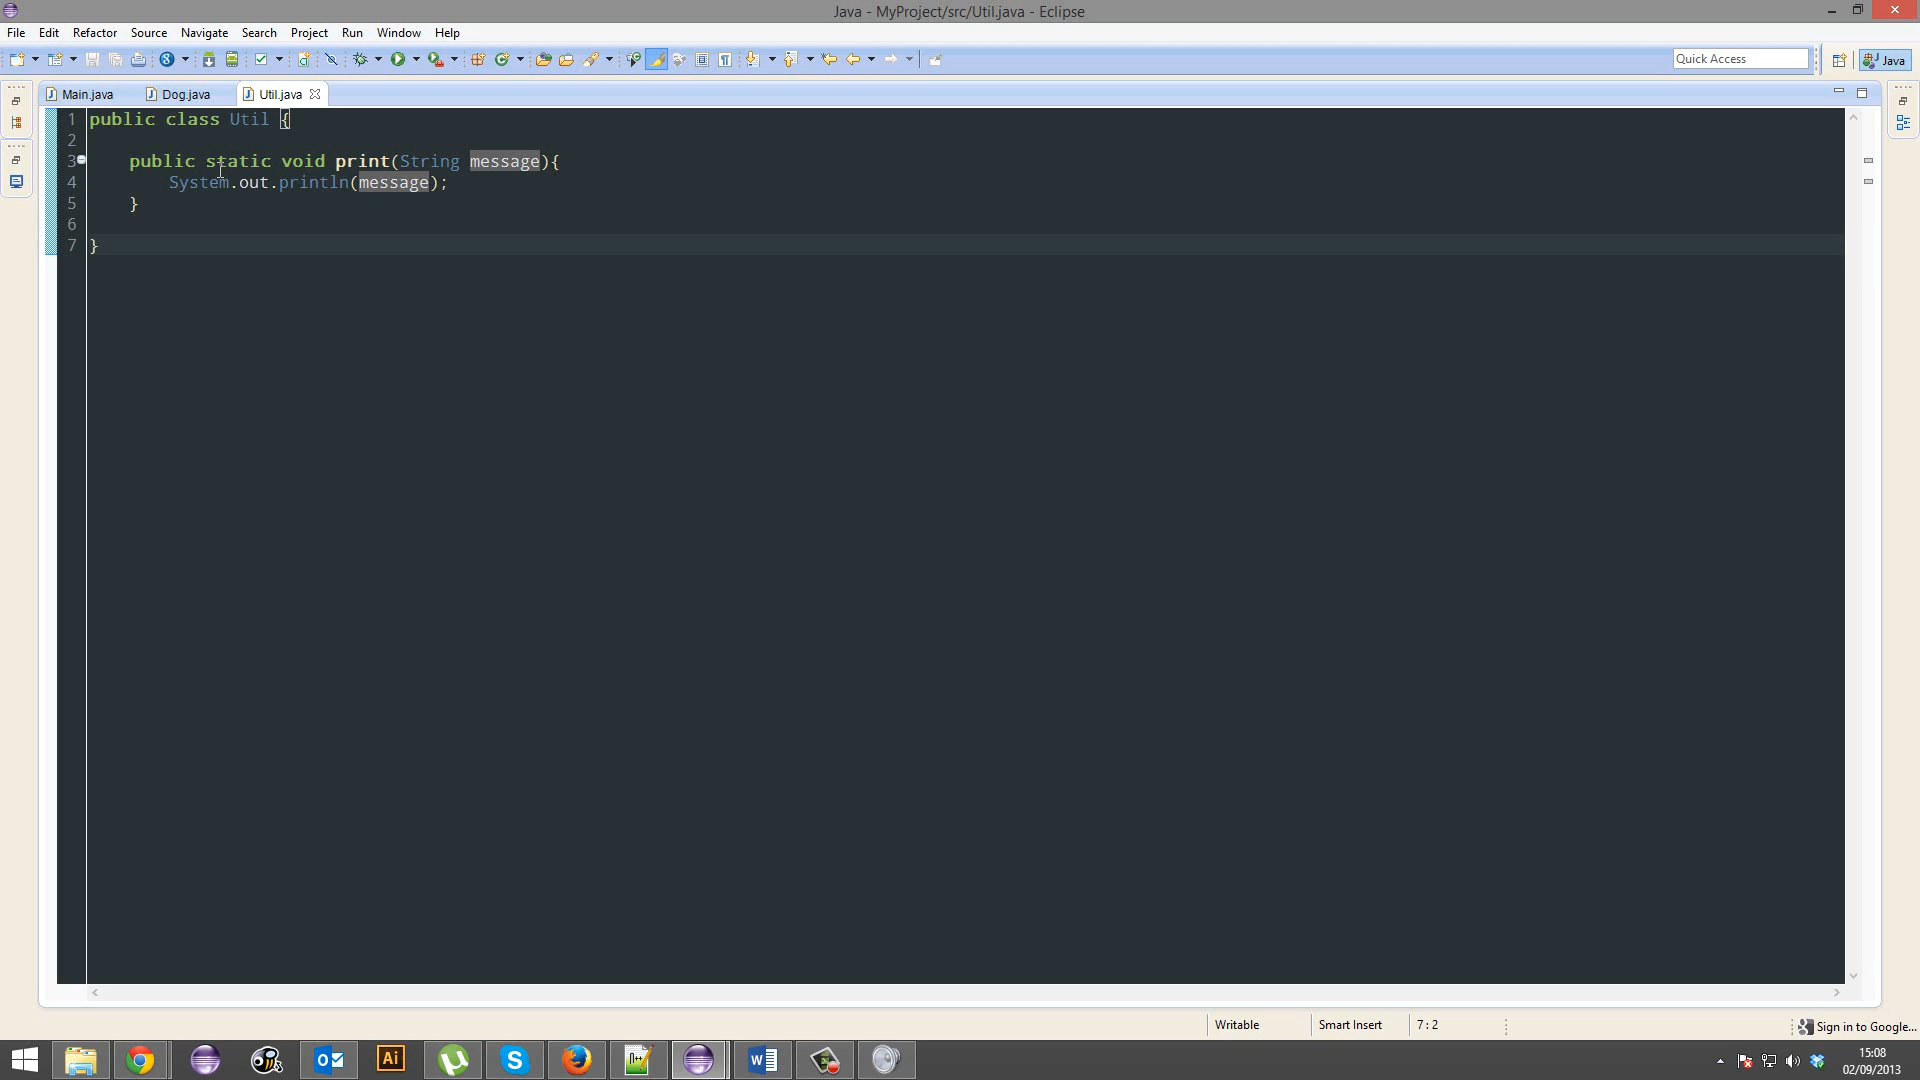 Java - MyProject/src/Util.java - Eclipse
File Edit Refactor Source Navigate Search Project Run Window Help
Quick Access
Java
Main.java Dog.java Util.java
1 public class Util {
2
3 public static void print(String message){
4 System.out.println(message);
5 }
6
7 }
Writable Smart Insert 7 : 2
Sign in to Google...
Ai
15:08
02/09/2013